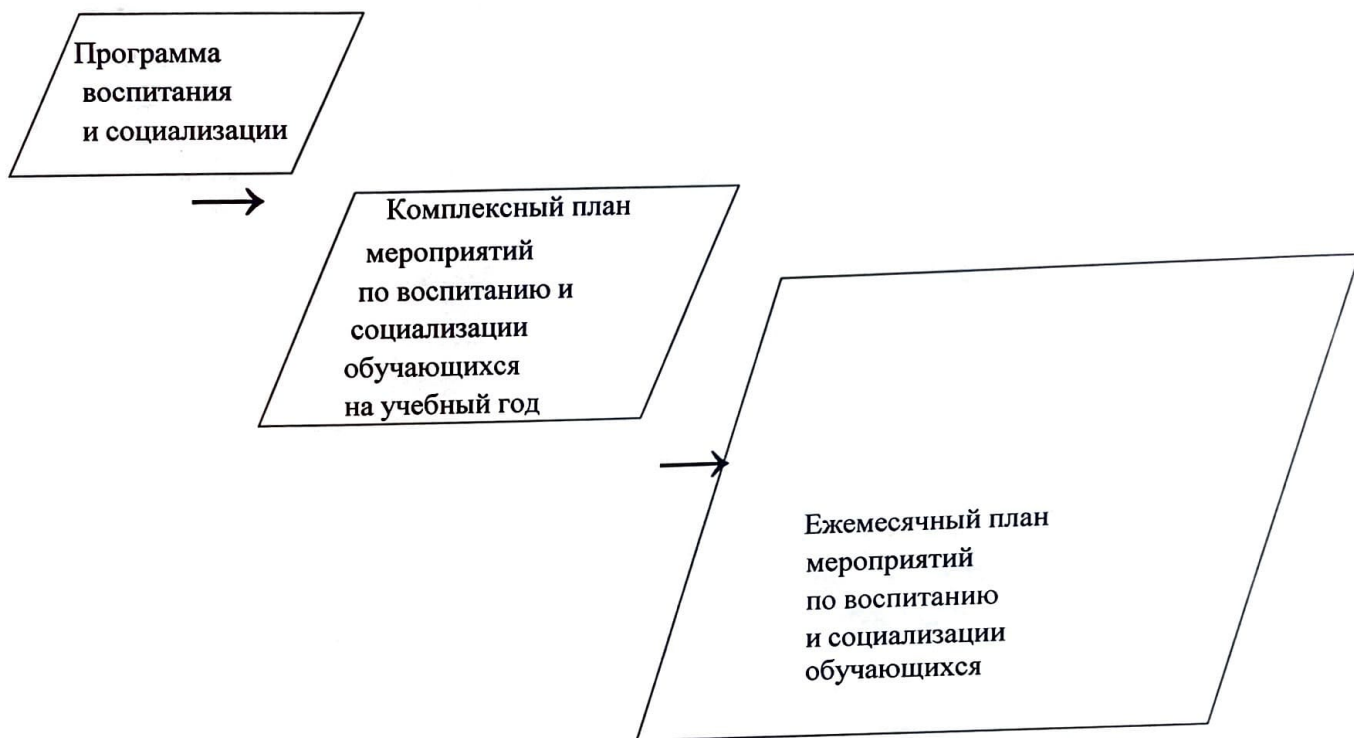 Программа
воспитания
и социализации
Комплексный план
мероприятий
по воспитанию и
социализации
обучающихся
на учебный год
Ежемесячный план
мероприятий
по воспитанию
и социализации
обучающихся